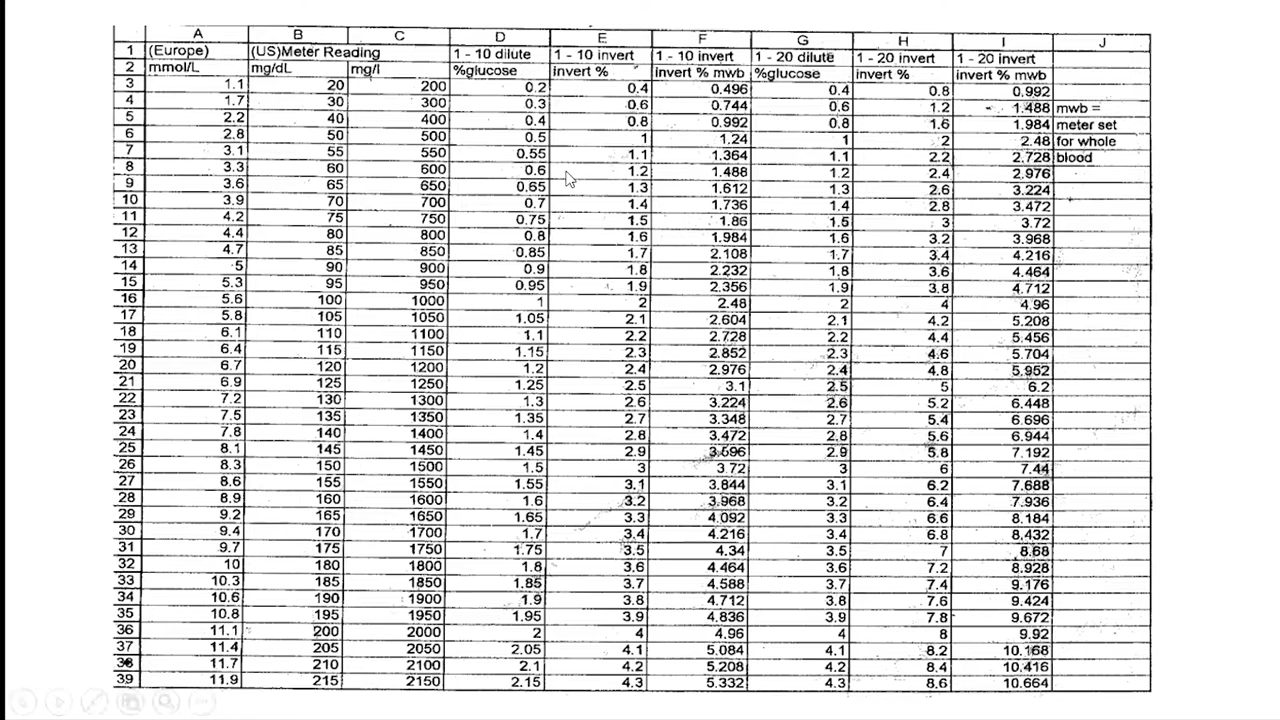 A B C D E F G H I J
1 (Europe) (US)Meter Reading 1 - 10 dilute 1 - 10 invert 1 - 10 invert 1 - 20 dilute 1 - 20 invert 1 - 20 invert
2 mmol/L mg/dL mg/l %glucose invert % invert % mwb %glucose invert % invert % mwb
3 1.1 20 200 0.2 0.4 0.496 0.4 0.8 0.992
4 1.7 30 300 0.3 0.6 0.744 0.6 1.2 1.488 mwb =
5 2.2 40 400 0.4 0.8 0.992 0.8 1.6 1.984 meter set
6 2.8 50 500 0.5 1 1.24 1 2 2.48 for whole
7 3.1 55 550 0.55 1.1 1.364 1.1 2.2 2.728 blood
8 3.3 60 600 0.6 1.2 1.488 1.2 2.4 2.976
9 3.6 65 650 0.65 1.3 1.612 1.3 2.6 3.224
10 3.9 70 700 0.7 1.4 1.736 1.4 2.8 3.472
11 4.2 75 750 0.75 1.5 1.86 1.5 3 3.72
12 4.4 80 800 0.8 1.6 1.984 1.6 3.2 3.968
13 4.7 85 850 0.85 1.7 2.108 1.7 3.4 4.216
14 5 90 900 0.9 1.8 2.232 1.8 3.6 4.464
15 5.3 95 950 0.95 1.9 2.356 1.9 3.8 4.712
16 5.6 100 1000 1 2 2.48 2 4 4.96
17 5.8 105 1050 1.05 2.1 2.604 2.1 4.2 5.208
18 6.1 110 1100 1.1 2.2 2.728 2.2 4.4 5.456
19 6.4 115 1150 1.15 2.3 2.852 2.3 4.6 5.704
20 6.7 120 1200 1.2 2.4 2.976 2.4 4.8 5.952
21 6.9 125 1250 1.25 2.5 3.1 2.5 5 6.2
22 7.2 130 1300 1.3 2.6 3.224 2.6 5.2 6.448
23 7.5 135 1350 1.35 2.7 3.348 2.7 5.4 6.696
24 7.8 140 1400 1.4 2.8 3.472 2.8 5.6 6.944
25 8.1 145 1450 1.45 2.9 3.596 2.9 5.8 7.192
26 8.3 150 1500 1.5 3 3.72 3 6 7.44
27 8.6 155 1550 1.55 3.1 3.844 3.1 6.2 7.688
28 8.9 160 1600 1.6 3.2 3.968 3.2 6.4 7.936
29 9.2 165 1650 1.65 3.3 4.092 3.3 6.6 8.184
30 9.4 170 1700 1.7 3.4 4.216 3.4 6.8 8.432
31 9.7 175 1750 1.75 3.5 4.34 3.5 7 8.68
32 10 180 1800 1.8 3.6 4.464 3.6 7.2 8.928
33 10.3 185 1850 1.85 3.7 4.588 3.7 7.4 9.176
34 10.6 190 1900 1.9 3.8 4.712 3.8 7.6 9.424
35 10.8 195 1950 1.95 3.9 4.836 3.9 7.8 9.672
36 11.1 200 2000 2 4 4.96 4 8 9.92
37 11.4 205 2050 2.05 4.1 5.084 4.1 8.2 10.168
38 11.7 210 2100 2.1 4.2 5.208 4.2 8.4 10.416
39 11.9 215 2150 2.15 4.3 5.332 4.3 8.6 10.664